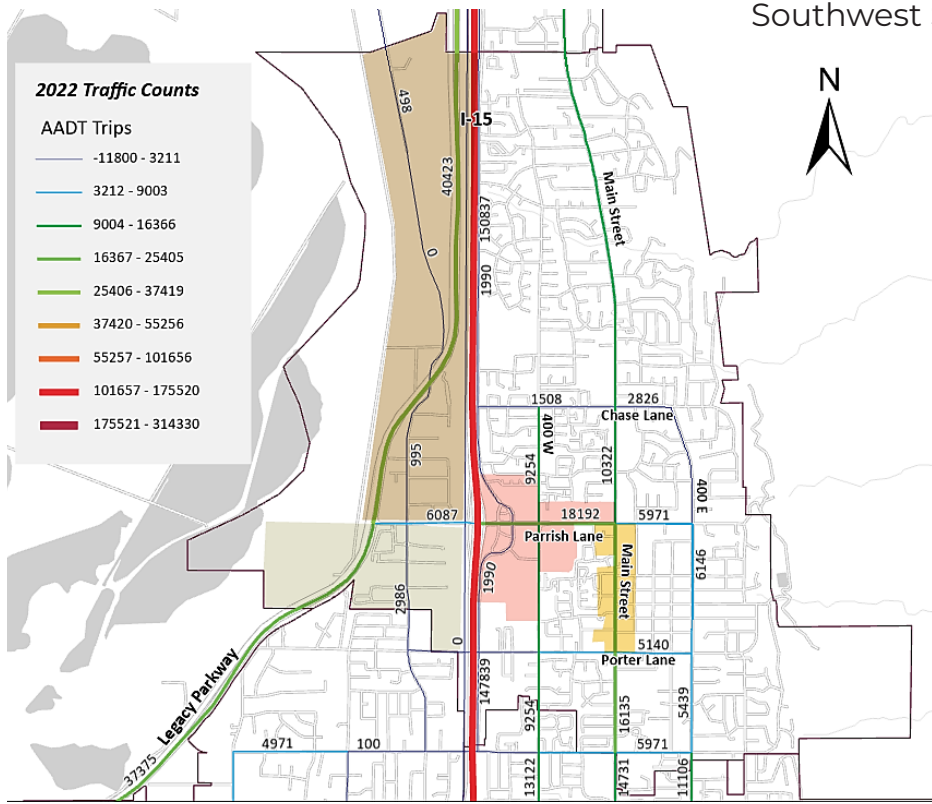 Southwest
2022 Traffic Counts
AADT Trips
-11800 - 3211
3212 - 9003
9004 - 16366
16367 - 25405
25406 - 37419
37420 - 55256
55257 - 101656
101657 - 175520
175521 - 314330
N
498
I-15
40423
150837
Main Street
0
1990
1508
2826
Chase Lane
400 W
995
9254
10322
400 E
6087
18192
5971
Parrish Lane
Main Street
6146
1990
2986
0
5140
Porter Lane
Legacy Parkway
147839
9254
16135
5439
4971
100
5971
37375
13122
14731
11106